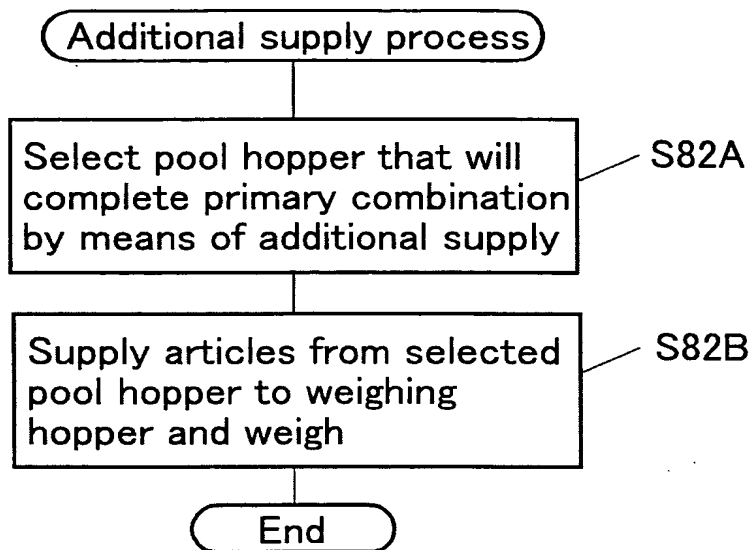 Additional supply process
Select pool hopper that will
complete primary combination
by means of additional supply
S82A
Supply articles from selected
pool hopper to weighing
hopper and weigh
S82B
End